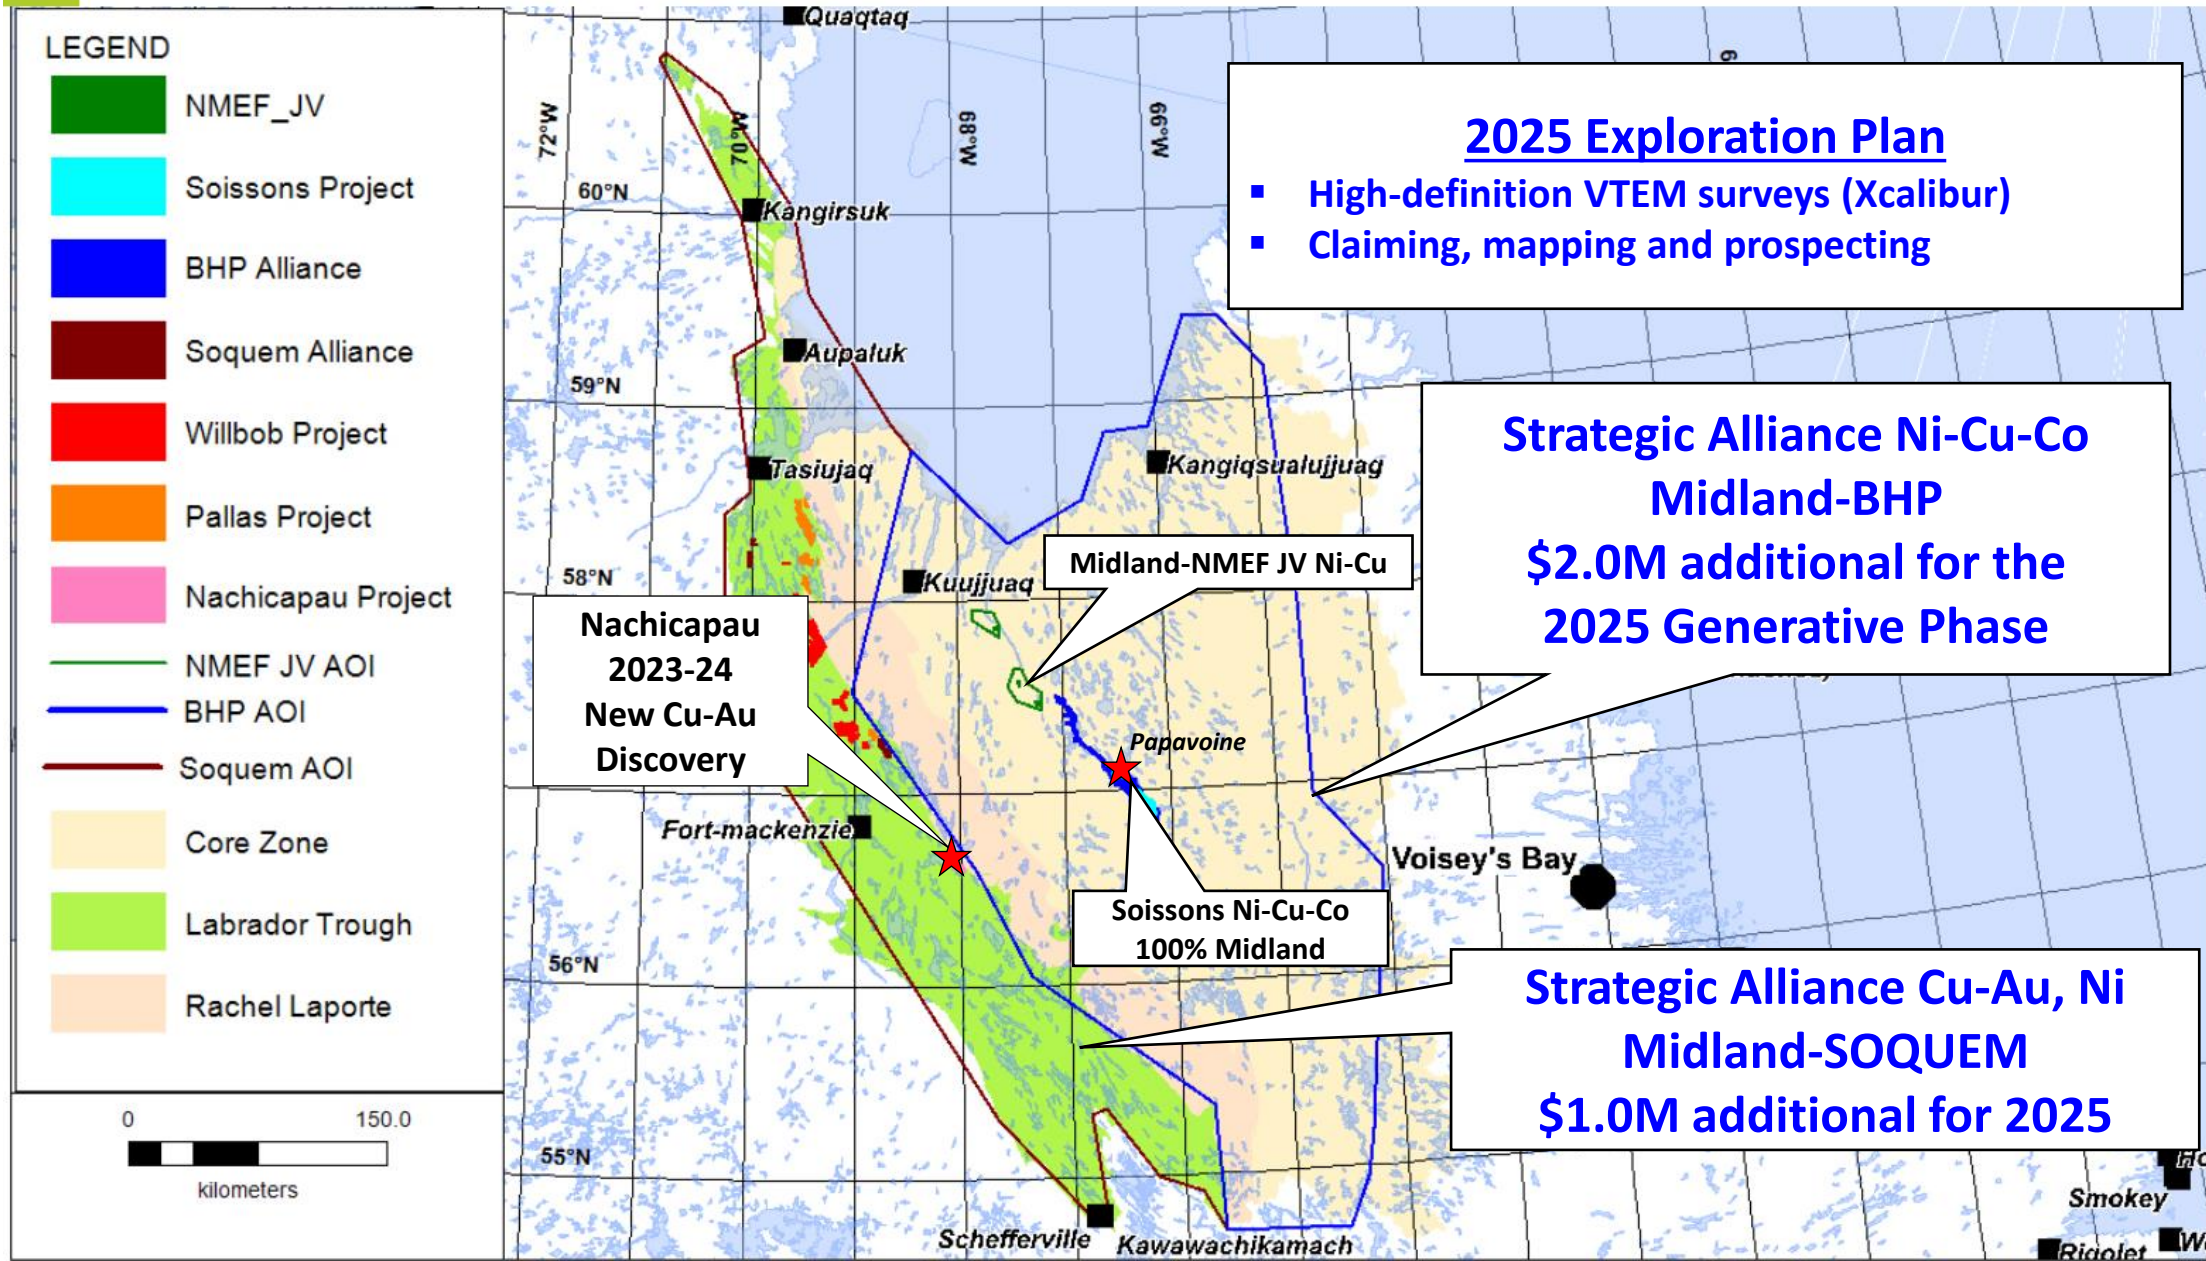 LEGEND
NMEF_JV
Soissons Project
BHP Alliance
Soquem Alliance
Willbob Project
Pallas Project
Nachicapau Project
NMEF JV AOI
BHP AOI
Soquem AOI
Core Zone
Labrador Trough
Rachel Laporte
0 150.0
kilometers
Quaqtaq
72°W
70°W
68°W
66°W
60°N
Kangirsuk
2025 Exploration Plan
▪ High-definition VTEM surveys (Xcalibur)
▪ Claiming, mapping and prospecting
Aupaluk
59°N
Tasiujaq
Kangiqsualujjuag
Strategic Alliance Ni-Cu-Co
Midland-BHP
$2.0M additional for the
2025 Generative Phase
58°N
Kuujjuaq
Midland-NMEF JV Ni-Cu
Nachicapau
2023-24
New Cu-Au
Discovery
Papavoine
Fort-mackenzie
Voisey's Bay
Soissons Ni-Cu-Co
100% Midland
56°N
Strategic Alliance Cu-Au, Ni
Midland-SOQUEM
$1.0M additional for 2025
55°N
Schefferville
Kawawachikamach
Smokey
Rigolet